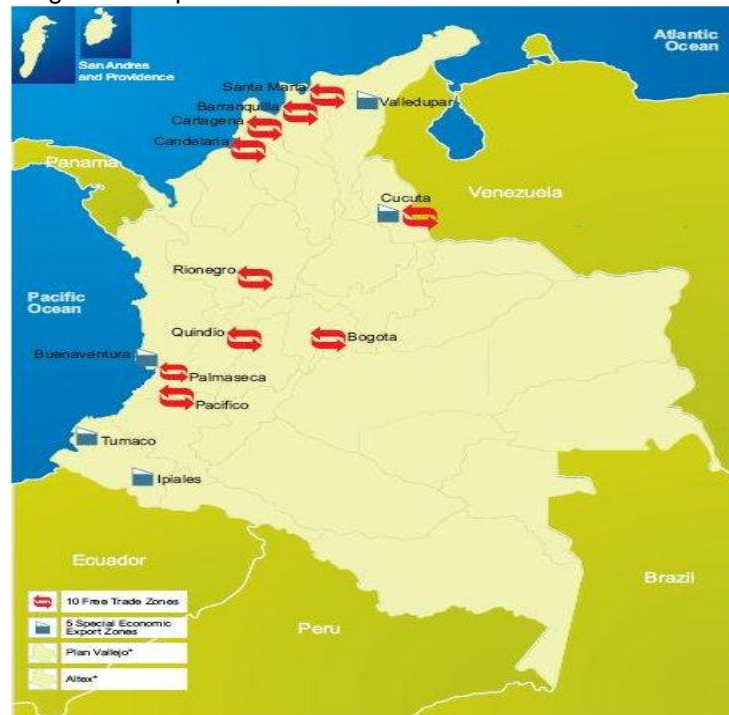 San Andres
and Providence
Atlantic
Ocean
Santa Marta
Barranquilla
Valledupar
Cartagena
Candelaria
Panama
Venezuela
Cucuta
Rionegro
Pacific
Ocean
Quindio
Bogota
Buenaventura
Palmaseca
Pacifico
Tumaco
Ipiales
Ecuador
Brazil
Peru
10 Free Trade Zones
5 Special Economic
Export Zones
Plan Vallejo*
Altex*